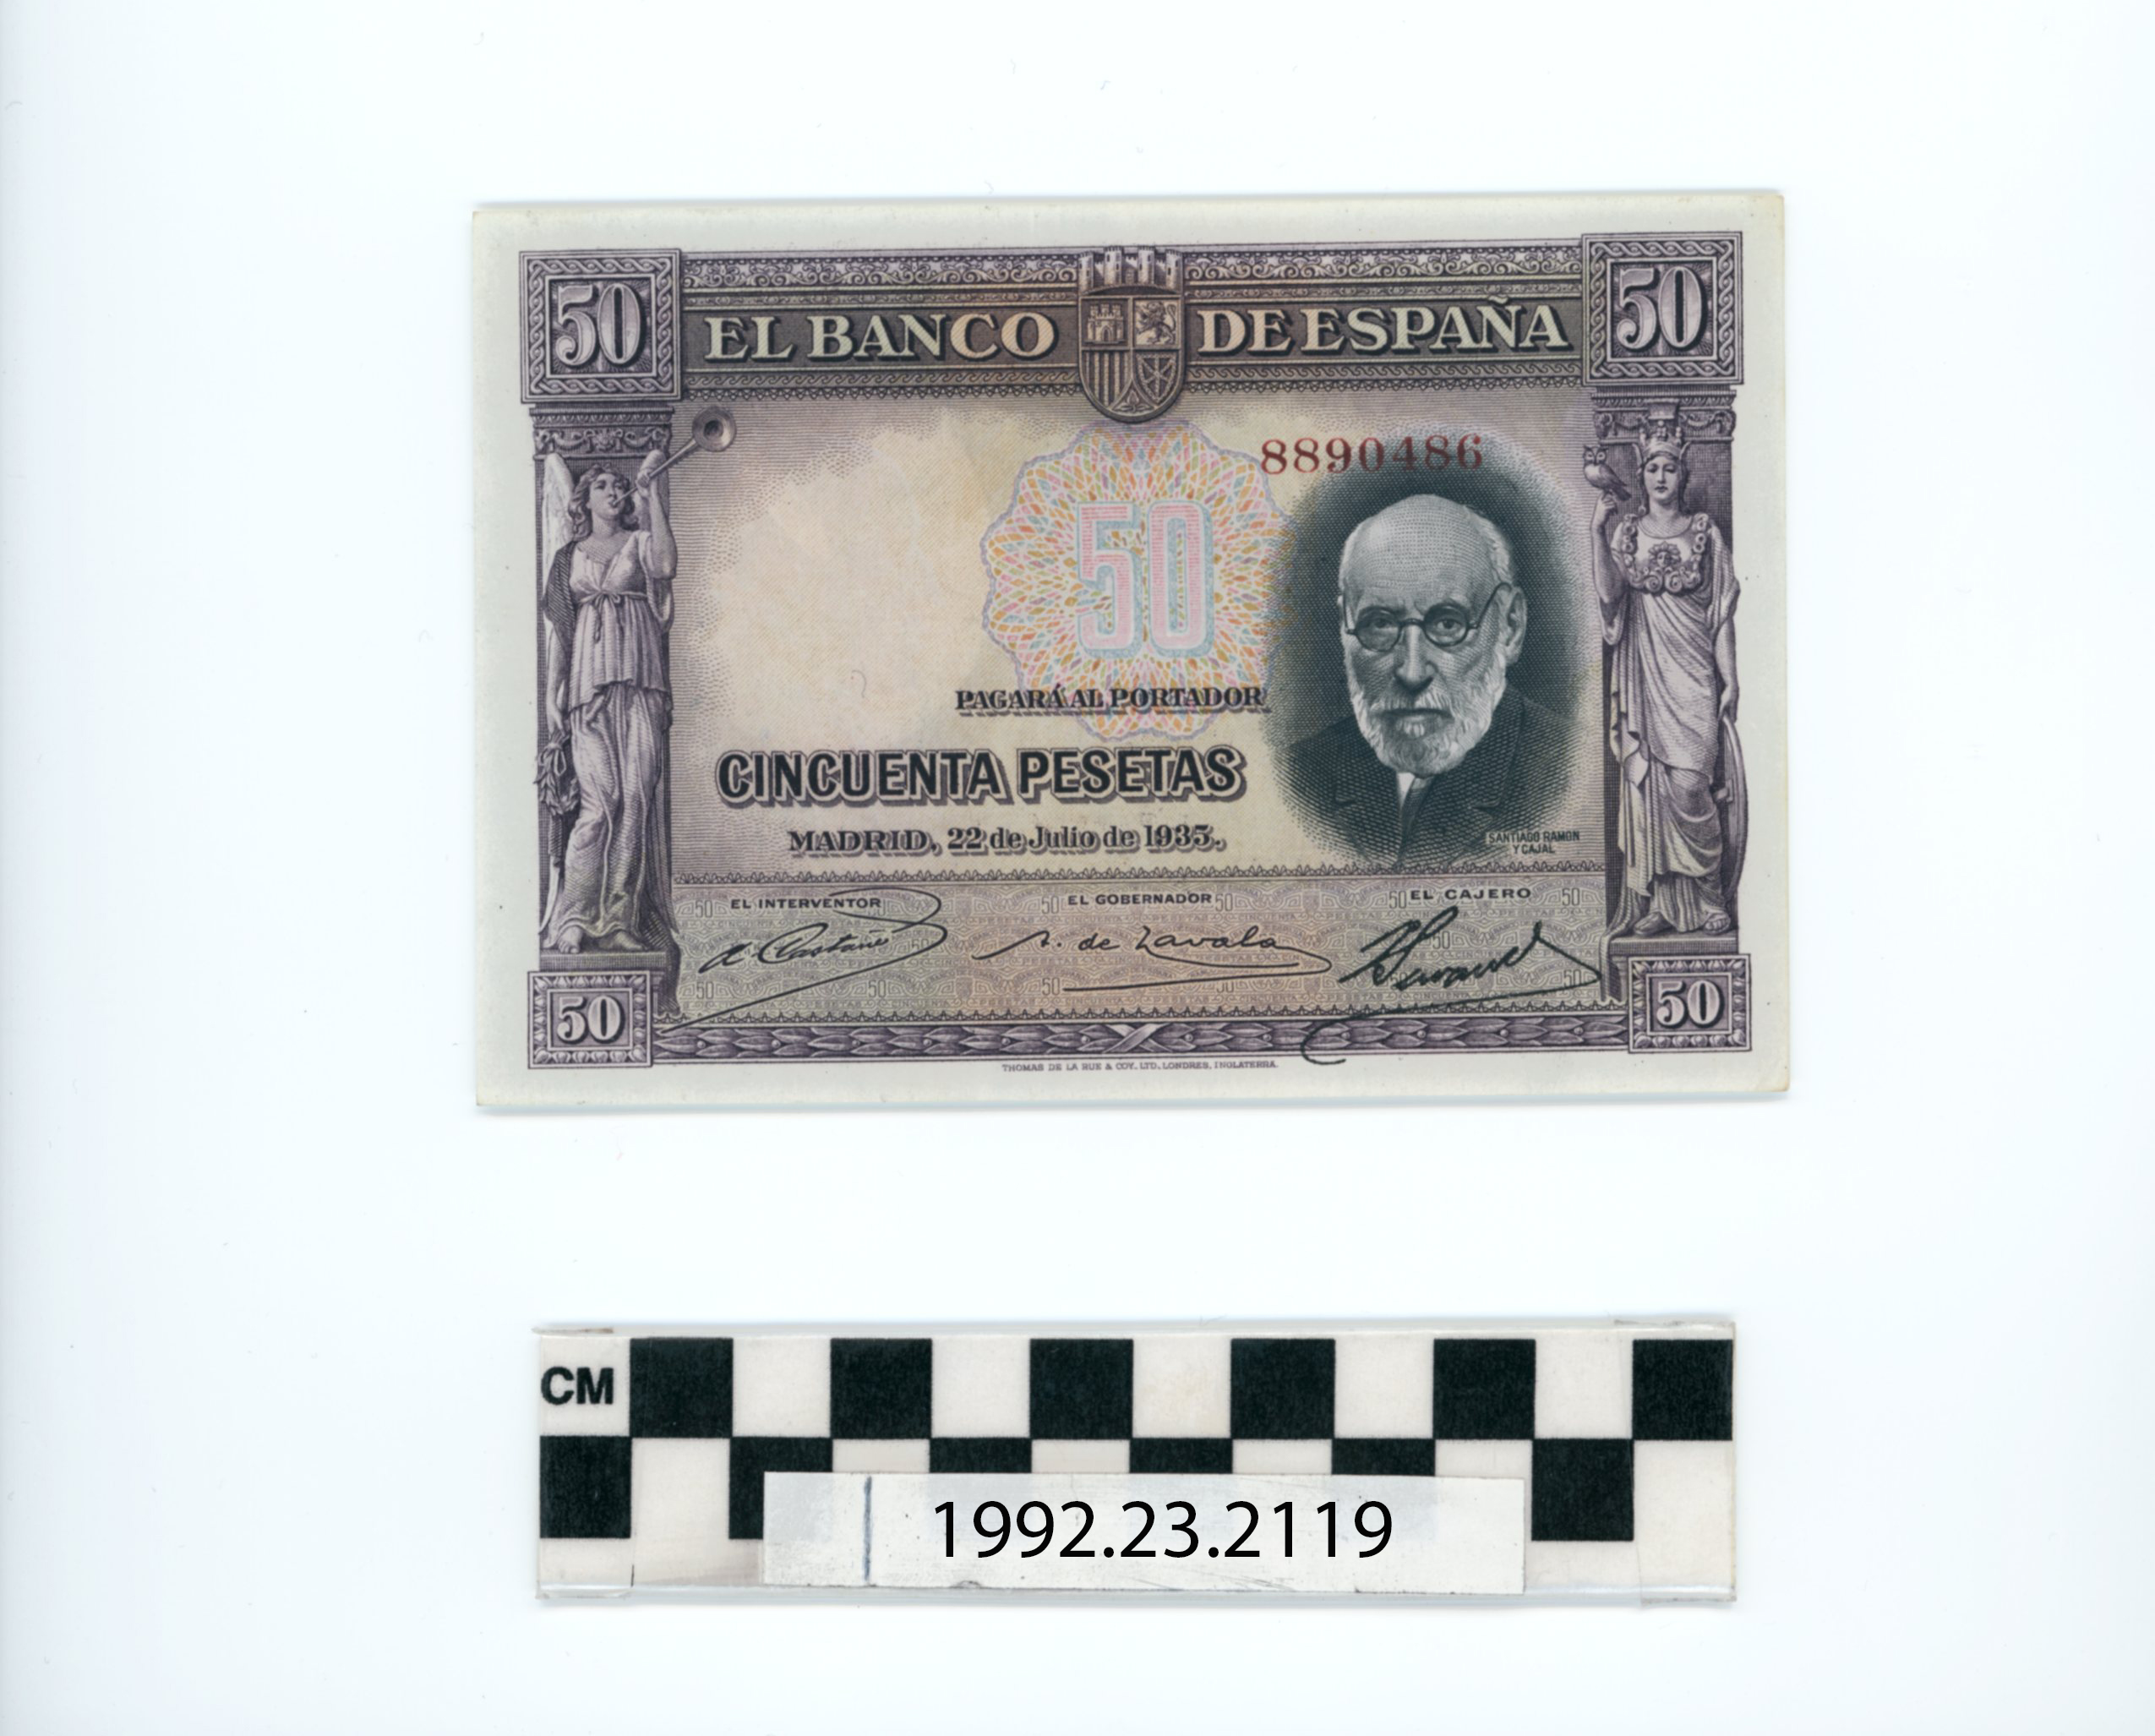 50
EL BANCO DE ESPAÑA
50
8890486
50
PAGARÁ AL PORTADOR
CINCUENTA PESETAS
MADRID, 22 de Julio de 1935.
SANTIAGO RAMON
Y CAJAL
EL INTERVENTOR
EL GOBERNADOR
EL CAJERO
A. de Zavala
50
50
THOMAS DE LA RUE & COY., LTD., LONDRES, INGLATERRA.
CM
1992.23.2119